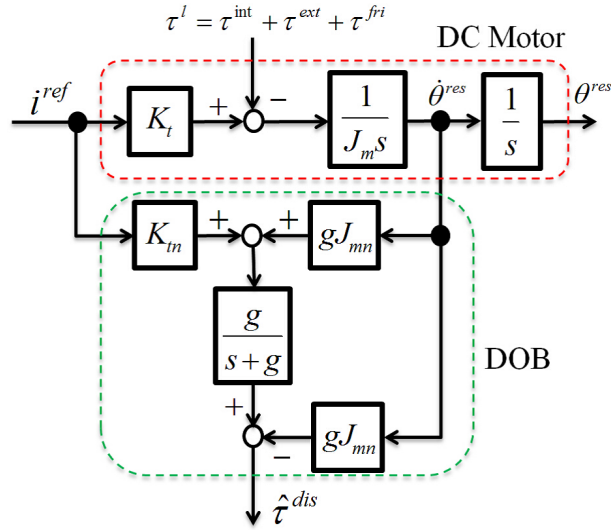 τ^l = τ^int + τ^ext + τ^fri
DC Motor
i^ref
K_t
+
−
1
J_m s
θ̇^res
1
s
θ^res
K_tn
+
+
gJ_mn
g
s + g
DOB
+
−
gJ_mn
τ̂^dis